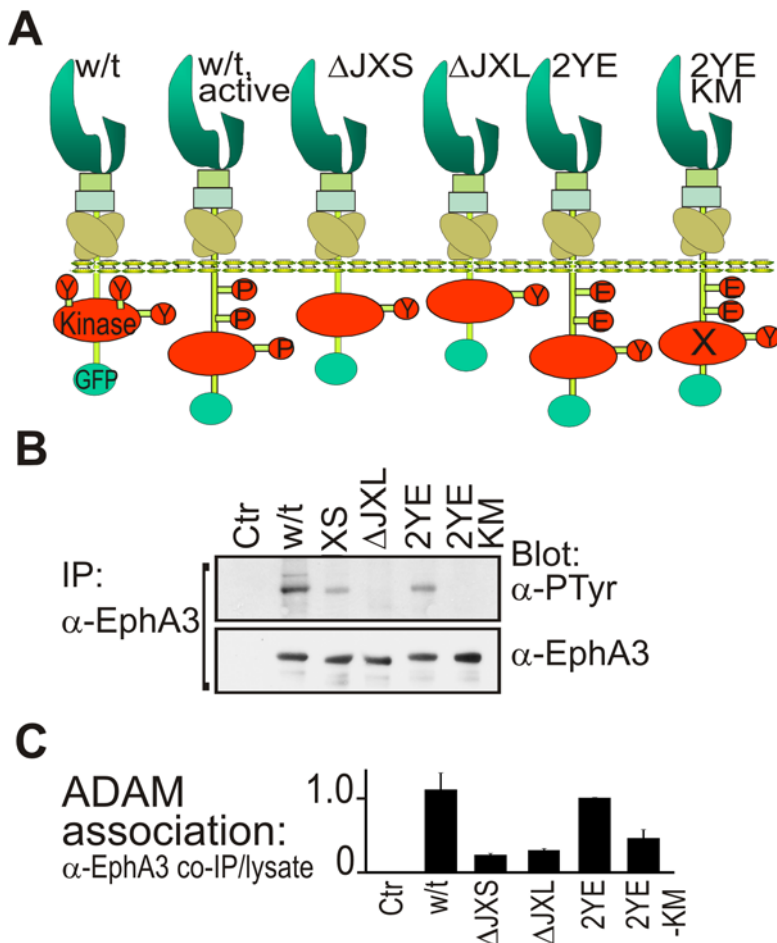 A
w/t
w/t,
active
ΔJXS
ΔJXL
2YE
2YE
KM
Y Y Y
Kinase
GFP
P
P
P
Y
Y
E
E
Y
E
E
X Y
B
Ctr
w/t
XS
ΔJXL
2YE
2YE
KM
IP:
α-EphA3
Blot:
α-PTyr
α-EphA3
C
ADAM
association:
α-EphA3 co-IP/lysate
1.0
0
Ctr
w/t
ΔJXS
ΔJXL
2YE
2YE
-KM